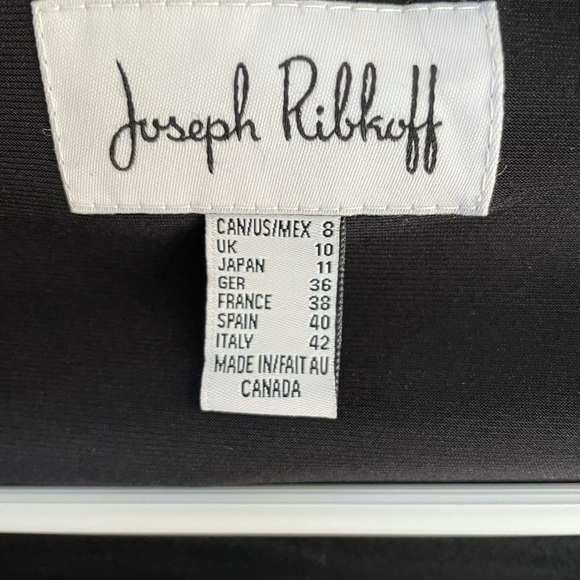 Joseph Ribkoff
CAN/US/MEX 8
UK 10
JAPAN 11
GER 36
FRANCE 38
SPAIN 40
ITALY 42
MADE IN/FAIT AU
CANADA